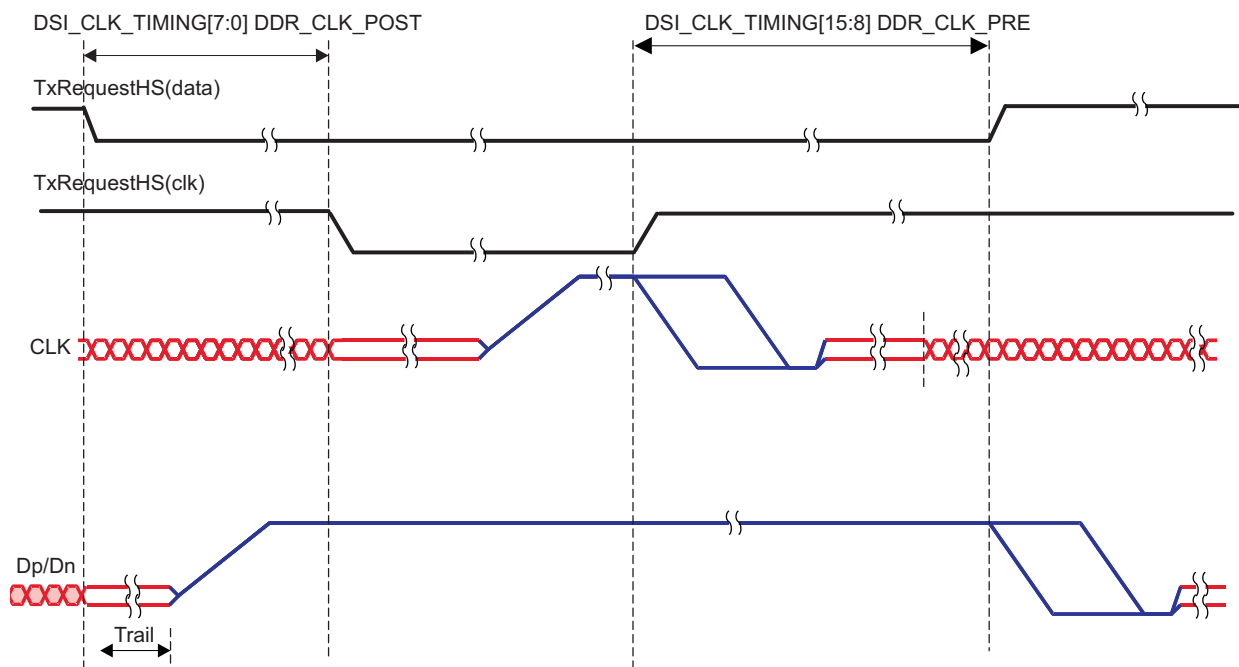 DSI_CLK_TIMING[7:0] DDR_CLK_POST
DSI_CLK_TIMING[15:8] DDR_CLK_PRE
TxRequestHS(data)
TxRequestHS(clk)
CLK
Dp/Dn
Trail